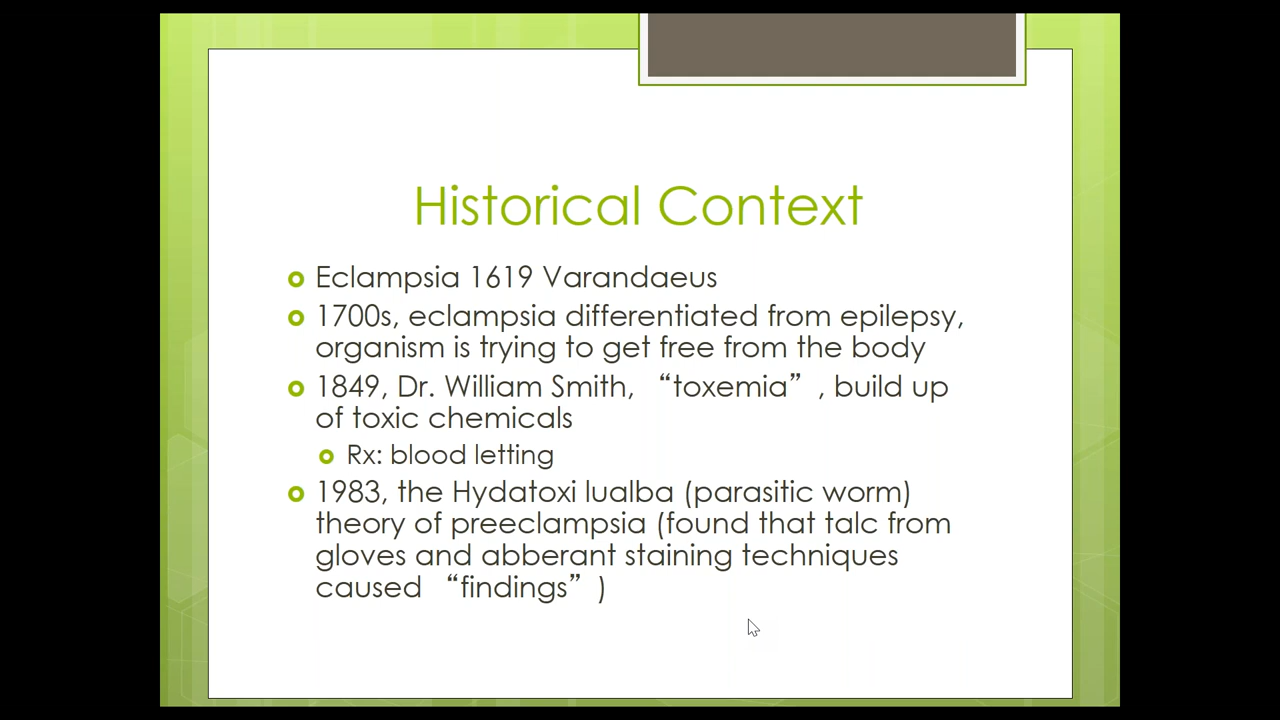 Historical Context
Eclampsia 1619 Varandaeus
1700s, eclampsia differentiated from epilepsy,
organism is trying to get free from the body
1849, Dr. William Smith, “toxemia”, build up
of toxic chemicals
Rx: blood letting
1983, the Hydatoxi lualba (parasitic worm)
theory of preeclampsia (found that talc from
gloves and abberant staining techniques
caused “findings”)